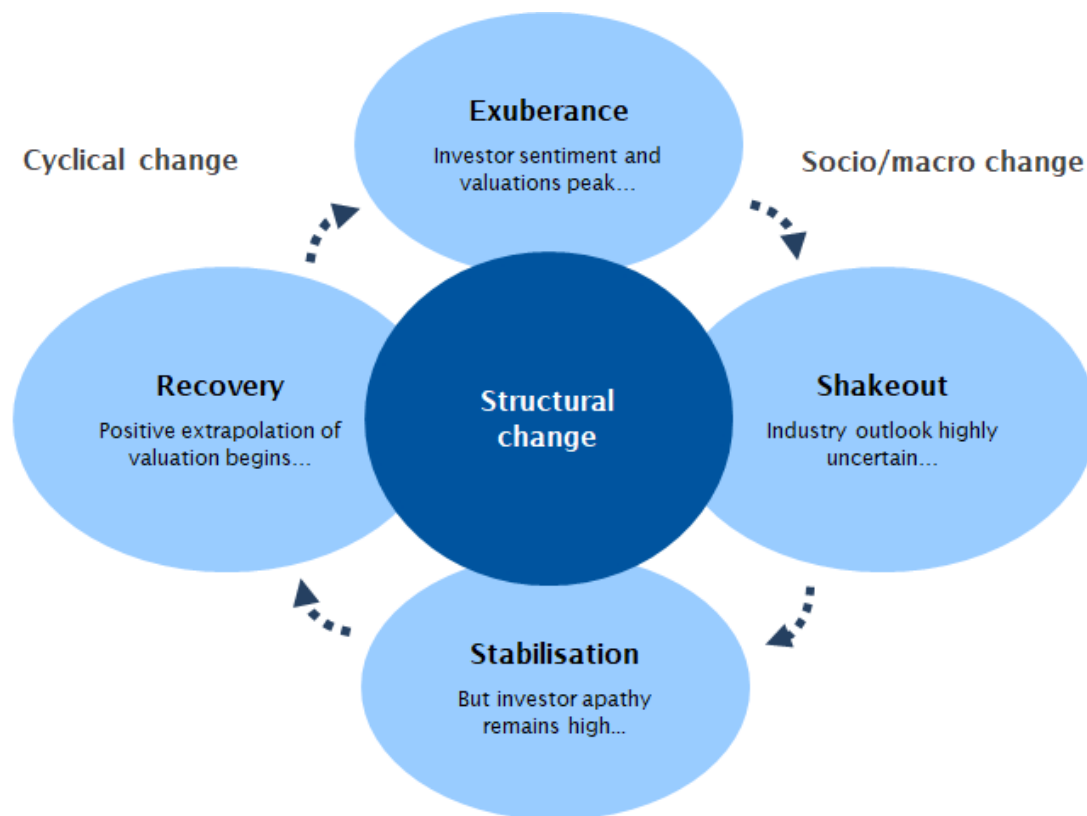 Exuberance
Investor sentiment and
valuations peak…
Cyclical change
Socio/macro change
Recovery
Positive extrapolation of
valuation begins…
Structural
change
Shakeout
Industry outlook highly
uncertain…
Stabilisation
But investor apathy
remains high...